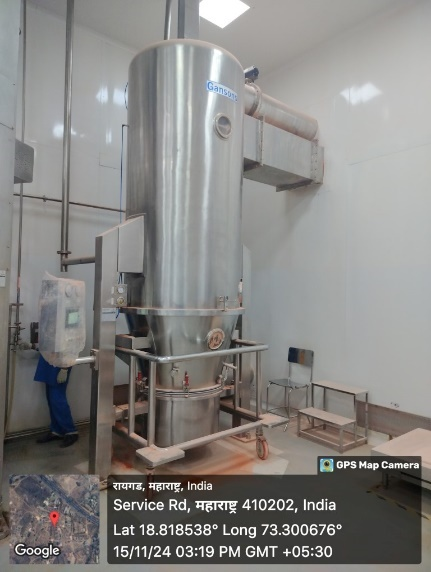 Gansons
GPS Map Camera
रायगड, महाराष्ट्र, India
Service Rd, महाराष्ट्र 410202, India
Lat 18.818538° Long 73.300676°
15/11/24 03:19 PM GMT +05:30
Google